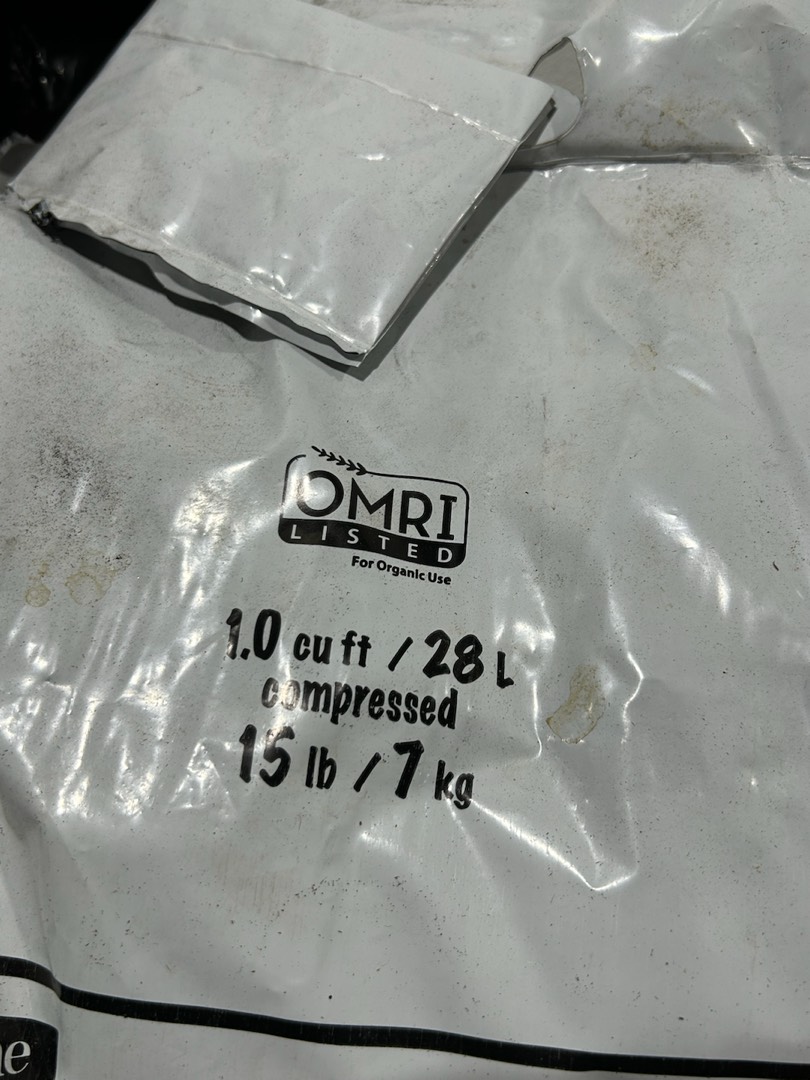 OMRI
LISTED
For Organic Use
1.0 cu ft / 28 L
compressed
15 lb / 7 kg